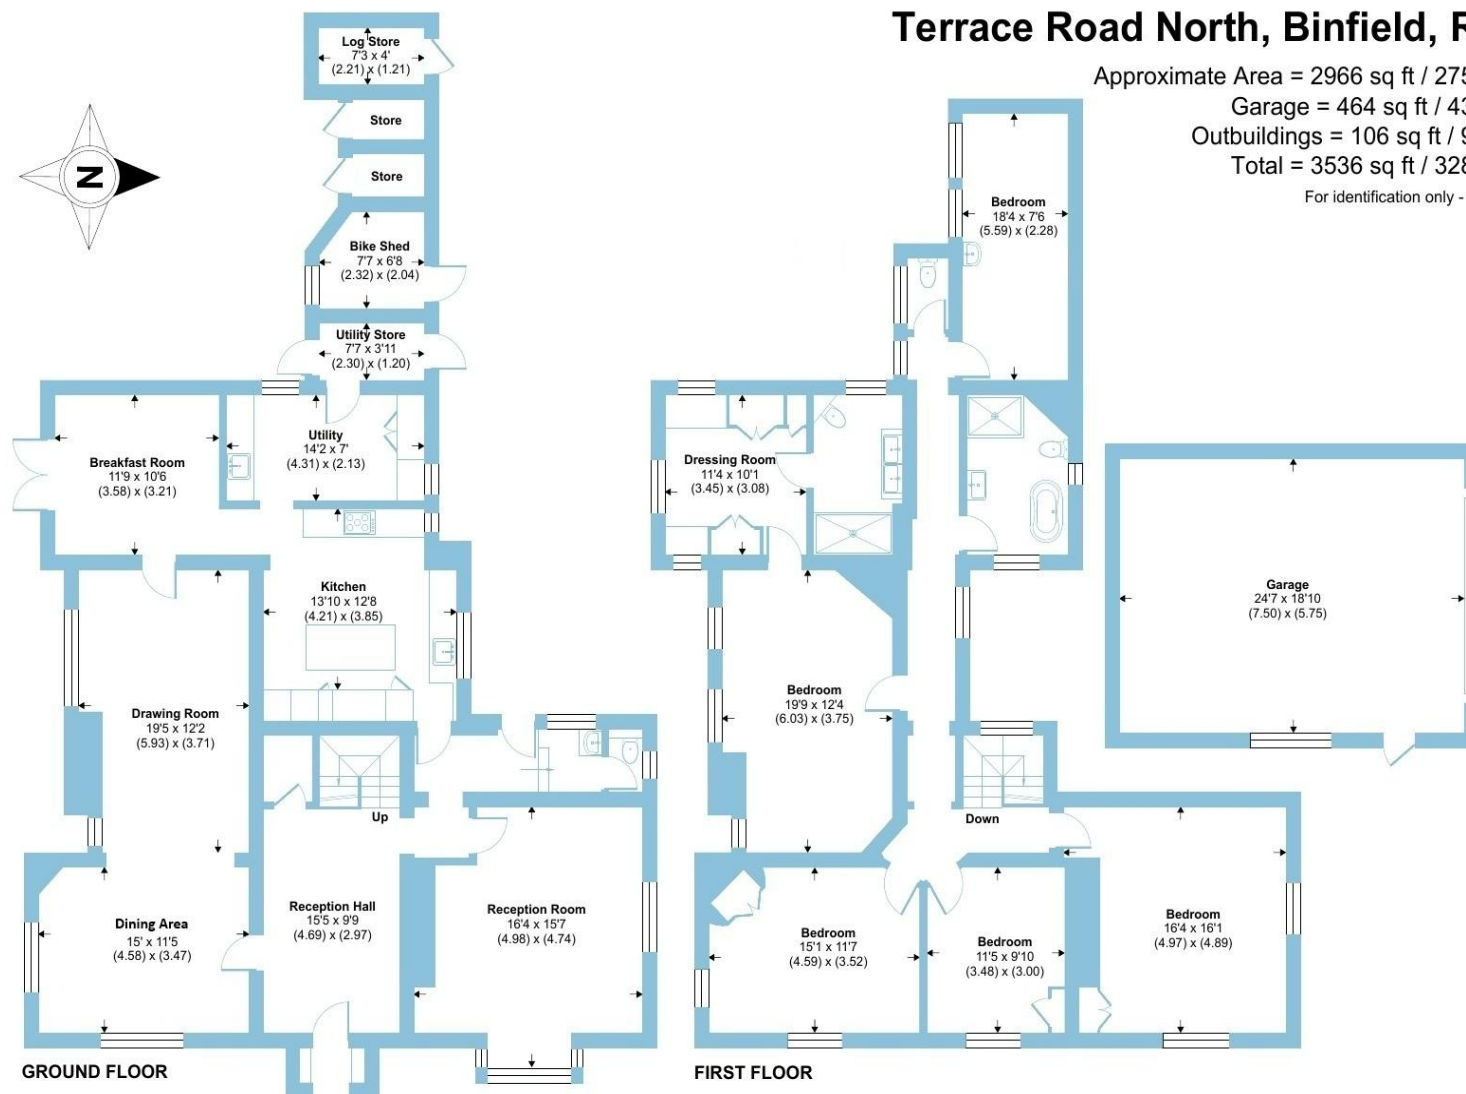 Terrace Road North, Binfield, R
Approximate Area = 2966 sq ft / 275
Garage = 464 sq ft / 43
Outbuildings = 106 sq ft / 9
Total = 3536 sq ft / 328
For identification only -
N
Log Store
7'3 x 4'
(2.21) x (1.21)
Store
Store
Bike Shed
7'7 x 6'8
(2.32) x (2.04)
Utility Store
7'7 x 3'11
(2.30) x (1.20)
Utility
14'2 x 7'
(4.31) x (2.13)
Breakfast Room
11'9 x 10'6
(3.58) x (3.21)
Kitchen
13'10 x 12'8
(4.21) x (3.85)
Drawing Room
19'5 x 12'2
(5.93) x (3.71)
Up
Dining Area
15' x 11'5
(4.58) x (3.47)
Reception Hall
15'5 x 9'9
(4.69) x (2.97)
Reception Room
16'4 x 15'7
(4.98) x (4.74)
GROUND FLOOR
Bedroom
18'4 x 7'6
(5.59) x (2.28)
Dressing Room
11'4 x 10'1
(3.45) x (3.08)
Bedroom
19'9 x 12'4
(6.03) x (3.75)
Down
Bedroom
15'1 x 11'7
(4.59) x (3.52)
Bedroom
11'5 x 9'10
(3.48) x (3.00)
Bedroom
16'4 x 16'1
(4.97) x (4.89)
FIRST FLOOR
Garage
24'7 x 18'10
(7.50) x (5.75)